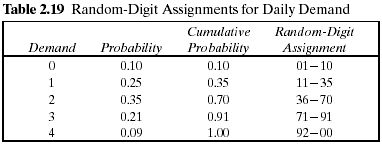 Table 2.19 Random-Digit Assignments for Daily Demand
Cumulative Random-Digit
Demand Probability Probability Assignment
0 0.10 0.10 01–10
1 0.25 0.35 11–35
2 0.35 0.70 36–70
3 0.21 0.91 71–91
4 0.09 1.00 92–00